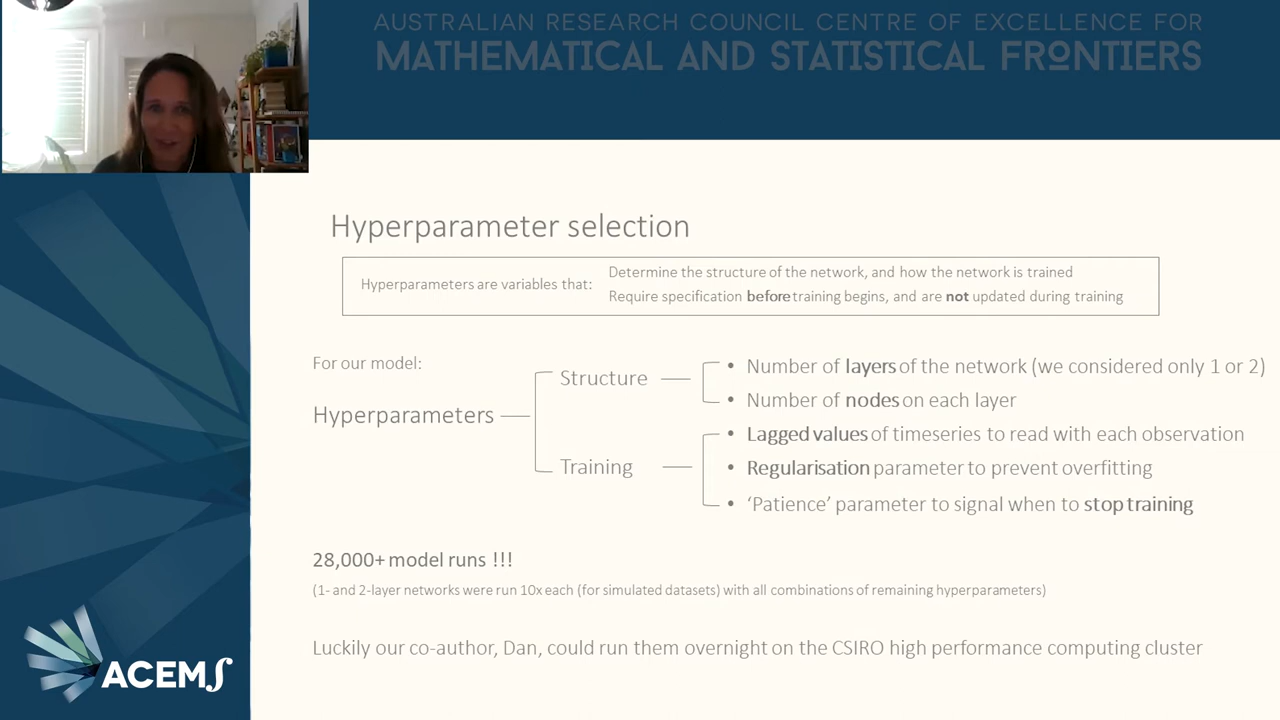 AUSTRALIAN RESEARCH COUNCIL CENTRE OF EXCELLENCE FOR
MATHEMATICAL AND STATISTICAL FRONTIERS
Hyperparameter selection
Hyperparameters are variables that:
Determine the structure of the network, and how the network is trained
Require specification before training begins, and are not updated during training
For our model:
Hyperparameters
Structure
• Number of layers of the network (we considered only 1 or 2)
• Number of nodes on each layer
Training
• Lagged values of timeseries to read with each observation
• Regularisation parameter to prevent overfitting
• ‘Patience’ parameter to signal when to stop training
28,000+ model runs !!!
(1- and 2-layer networks were run 10x each (for simulated datasets) with all combinations of remaining hyperparameters)
Luckily our co-author, Dan, could run them overnight on the CSIRO high performance computing cluster
ACEMS